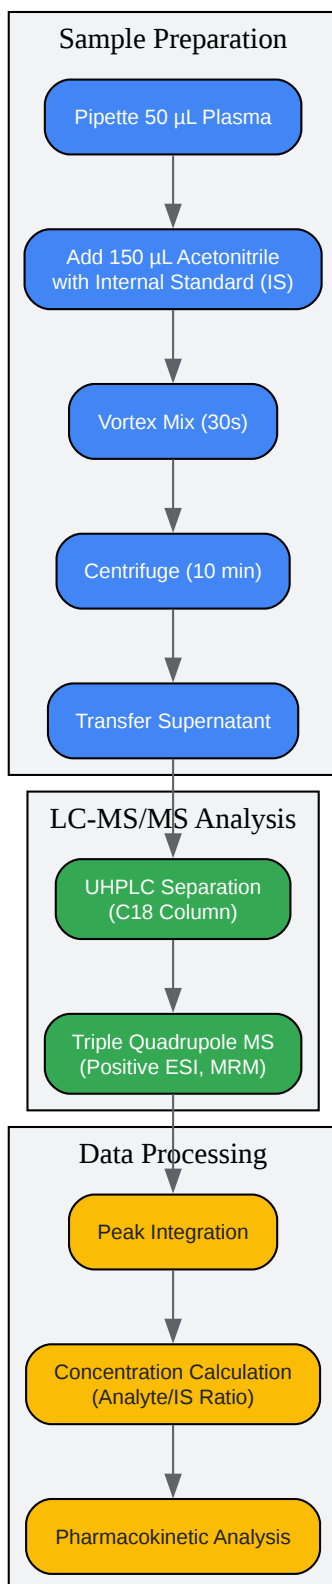 Sample Preparation
Pipette 50 µL Plasma
Add 150 µL Acetonitrile
with Internal Standard (IS)
Vortex Mix (30s)
Centrifuge (10 min)
Transfer Supernatant
LC-MS/MS Analysis
UHPLC Separation
(C18 Column)
Triple Quadrupole MS
(Positive ESI, MRM)
Data Processing
Peak Integration
Concentration Calculation
(Analyte/IS Ratio)
Pharmacokinetic Analysis